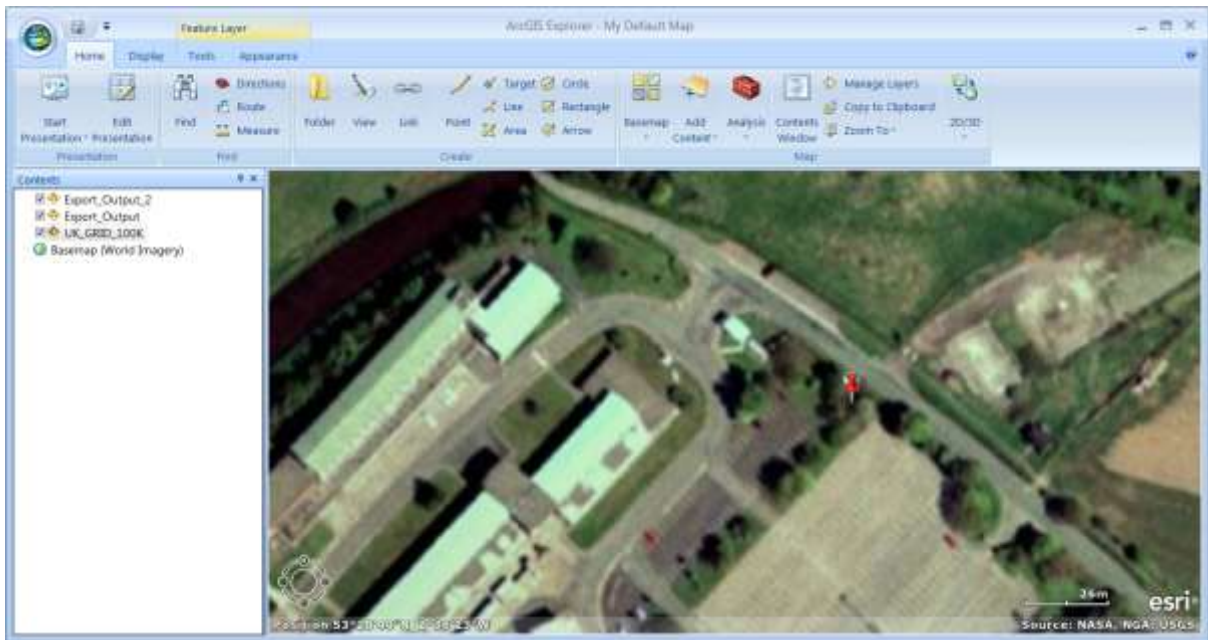 ArcGIS Explorer - My Default Map
Feature Layer
Home Display Tools Appearance
Start Presentation
Edit Presentation
Presentation
Find
Directions
Route
Measure
Find
Folder
View
Link
Point
Target
Line
Area
Circle
Rectangle
Arrow
Create
Basemap
Add Content
Analysis
Contents Window
Manage Layers
Copy to Clipboard
Zoom To
2D/3D
Map
Contents
Export_Output_2
Export_Output
UK_GRID_100K
Basemap (World Imagery)
26m
esri
Source: NASA, NGA, USGS